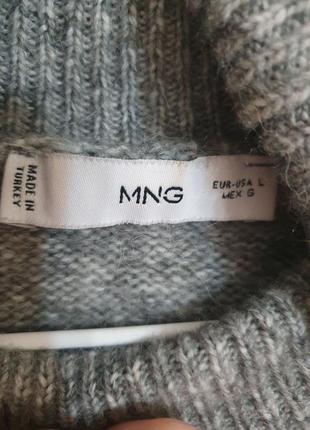 MADE IN
TURKEY
MNG
EUR-USA L
MEX G